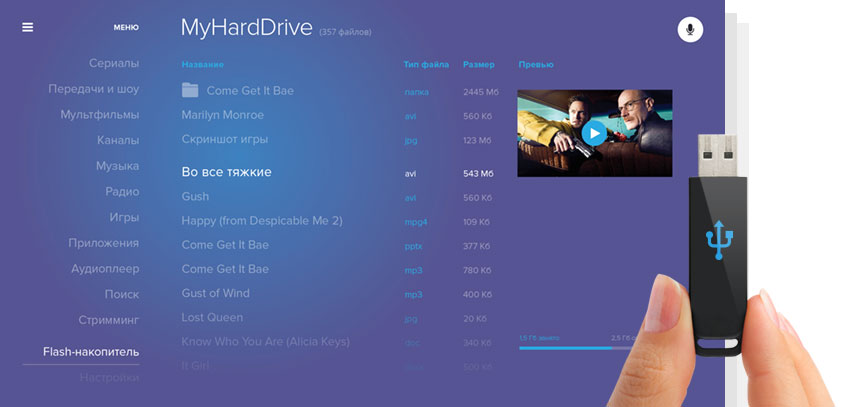 МЕНЮ
Сериалы
Передачи и шоу
Мультфильмы
Каналы
Музыка
Радио
Игры
Приложения
Аудиоплеер
Поиск
Стримминг
Flash-накопитель
Настройки
MyHardDrive (357 файлов)
Название Тип файла Размер Превью
Come Get It Bae папка 2445 Мб
Marilyn Monroe avi 560 Кб
Скриншот игры jpg 123 Мб
Во все тяжкие avi 543 Мб
Gush avi 560 Кб
Happy (from Despicable Me 2) mpg4 109 Кб
Come Get It Bae pptx 377 Кб
Come Get It Bae mp3 780 Кб
Gust of Wind mp3 400 Кб
Lost Queen jpg 20 Кб
Know Who You Are (Alicia Keys) doc 340 Кб
It Girl 500 Кб
1,5 Гб занято 2,5 Гб